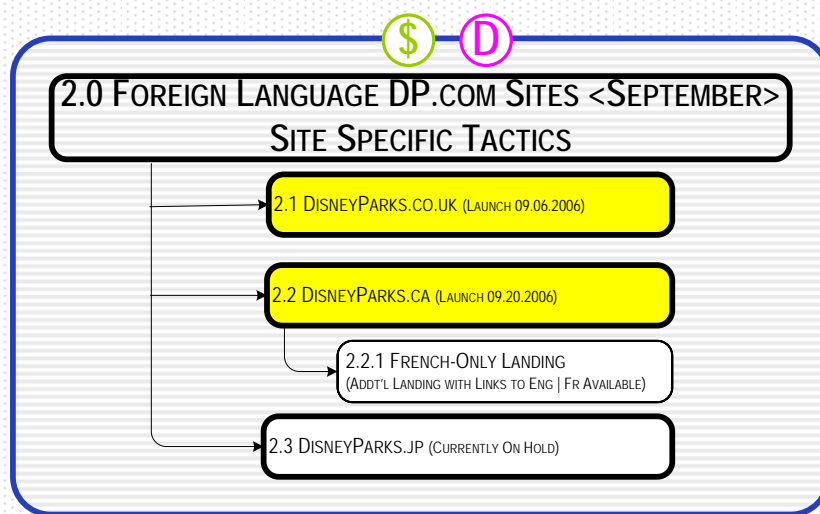 $ D
2.0 FOREIGN LANGUAGE DP.COM SITES <SEPTEMBER>
SITE SPECIFIC TACTICS
2.1 DISNEYPARKS.CO.UK (LAUNCH 09.06.2006)
2.2 DISNEYPARKS.CA (LAUNCH 09.20.2006)
2.2.1 FRENCH-ONLY LANDING
(ADDT'L LANDING WITH LINKS TO ENG | FR AVAILABLE)
2.3 DISNEYPARKS.JP (CURRENTLY ON HOLD)